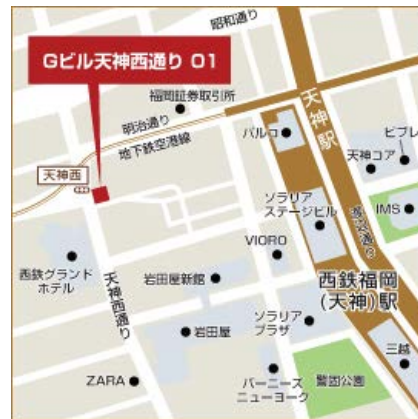 昭和通り
Gビル天神西通り 01
福岡証券取引所
明治通り
地下鉄空港線
天神西
パルコ
天神駅
ビブレ
天神コア
ソラリア
ステージビル
渡辺通り
IMS
VIORO
西鉄グランド
ホテル
天神西通り
岩田屋新館
西鉄福岡
(天神)駅
岩田屋
ソラリア
プラザ
三越
ZARA
バーニーズ
ニューヨーク
警固公園